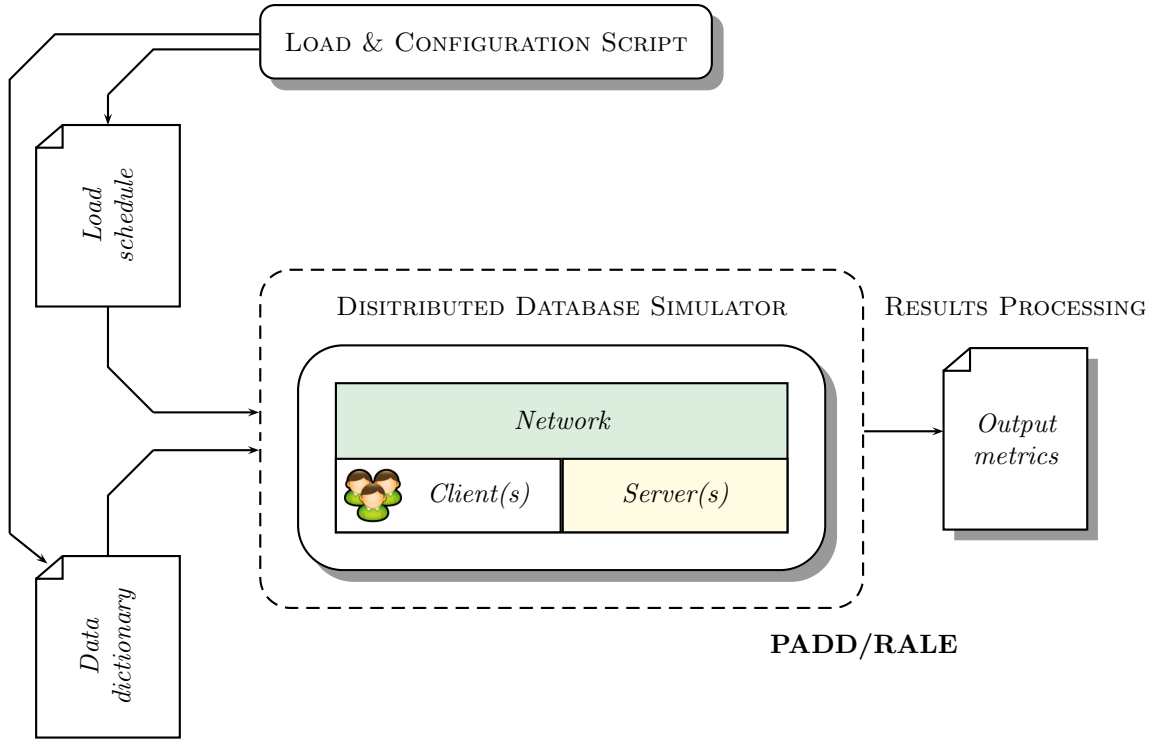 Load & Configuration Script
Load
schedule
Disitributed Database Simulator
Results Processing
Network
Output
metrics
Client(s)
Server(s)
Data
dictionary
PADD/RALE